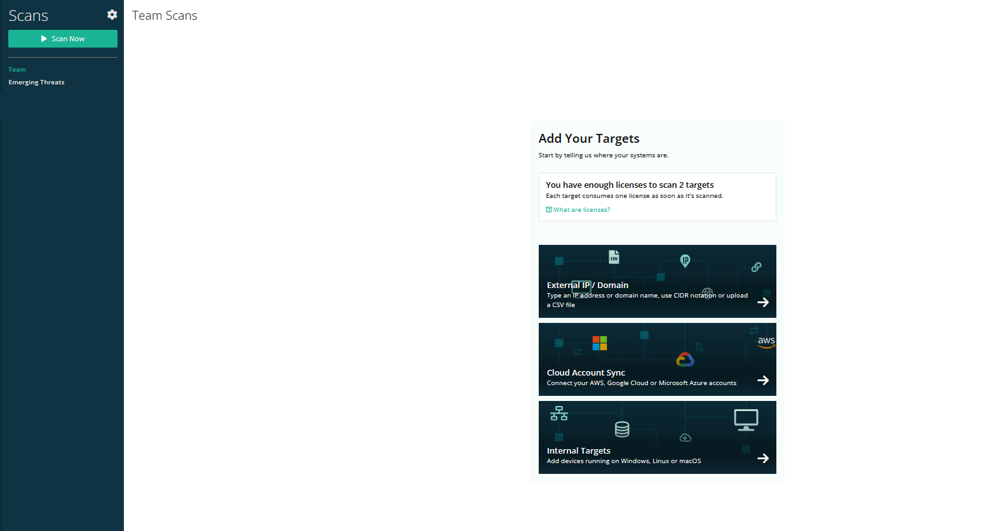 Scans
Scan Now
Team
Emerging Threats
Team Scans
Add Your Targets
Start by telling us where your systems are.
You have enough licenses to scan 2 targets
Each target consumes one license as soon as it's scanned.
What are licenses?
CSV
IP
External IP / Domain
Type an IP address or domain name, use CIDR notation or upload
a CSV file
aws
Cloud Account Sync
Connect your AWS, Google Cloud or Microsoft Azure accounts
Internal Targets
Add devices running on Windows, Linux or macOS